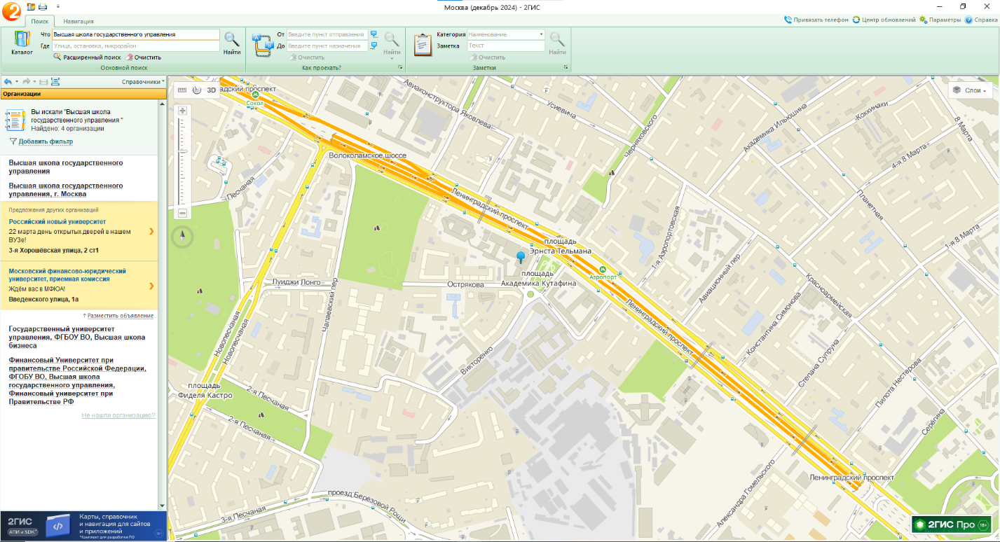 Москва (декабрь 2024) - 2ГИС
Поиск
Навигация
Привязать телефон
Центр обновлений
Параметры
Справка
Каталог
Что
Высшая школа государственного управления
Где
Улица, остановка, микрорайон
Расширенный поиск
Очистить
Найти
Основной поиск
От
Введите пункт отправления
До
Введите пункт назначения
Очистить
Найти
Как проехать?
Категория
Наименование
Заметка
Текст
Очистить
Найти
Заметки
Справочники
Организации
Вы искали "Высшая школа
государственного управления "
Найдено: 4 организации
Добавить фильтр
Высшая школа государственного
управления
Высшая школа государственного
управления, г. Москва
Предложения других организаций
Российский новый университет
22 марта день открытых дверей в нашем
ВУЗе!
3-я Хорошёвская улица, 2 ст1
Московский финансово-юридический
университет, приемная комиссия
Ждём вас в МФЮА!
Введенского улица, 1а
↑ Разместить объявление
Государственный университет
управления, ФГБОУ ВО, Высшая школа
бизнеса
Финансовый Университет при
правительстве Российской Федерации,
ФГОБУ ВО, Высшая школа
государственного управления,
Финансовый университет при
Правительстве РФ
Не нашли организацию?
2ГИС
АПИ и SDK*
Карты, справочник
и навигация для сайтов
и приложений
*Комплект для разработки ПО
18+
3D
Слои
адский проспект
Сокол
Авиаконструктора Яковлева
Усиевича
Черняховского
Академика Ильюшина
Коккинаки
8 Марта
4-я 8 Марта
Планетная
1-я 8 Марта
Волоколамское шоссе
Песчаная
Ленинградский проспект
площадь
Эрнста Тельмана
1-я Аэропортовская
Аэропорт
площадь
Академика Кутафина
Авиационный пер
Красноармейская
Луиджи Лонго
Острякова
Чапаевский пер
Новопесчаная
Новопесчаная
Ленинградский проспект
Константина Симонова
Степана Супруна
Викторенко
Пилота Нестерова
Серёгина
площадь
Фиделя Кастро
2-я Песчаная
2-я Песчаная
3-я Песчаная
проезд Берёзовой Рощи
Ленинградский проспект
Александра Гомельского
2ГИС Про
18+